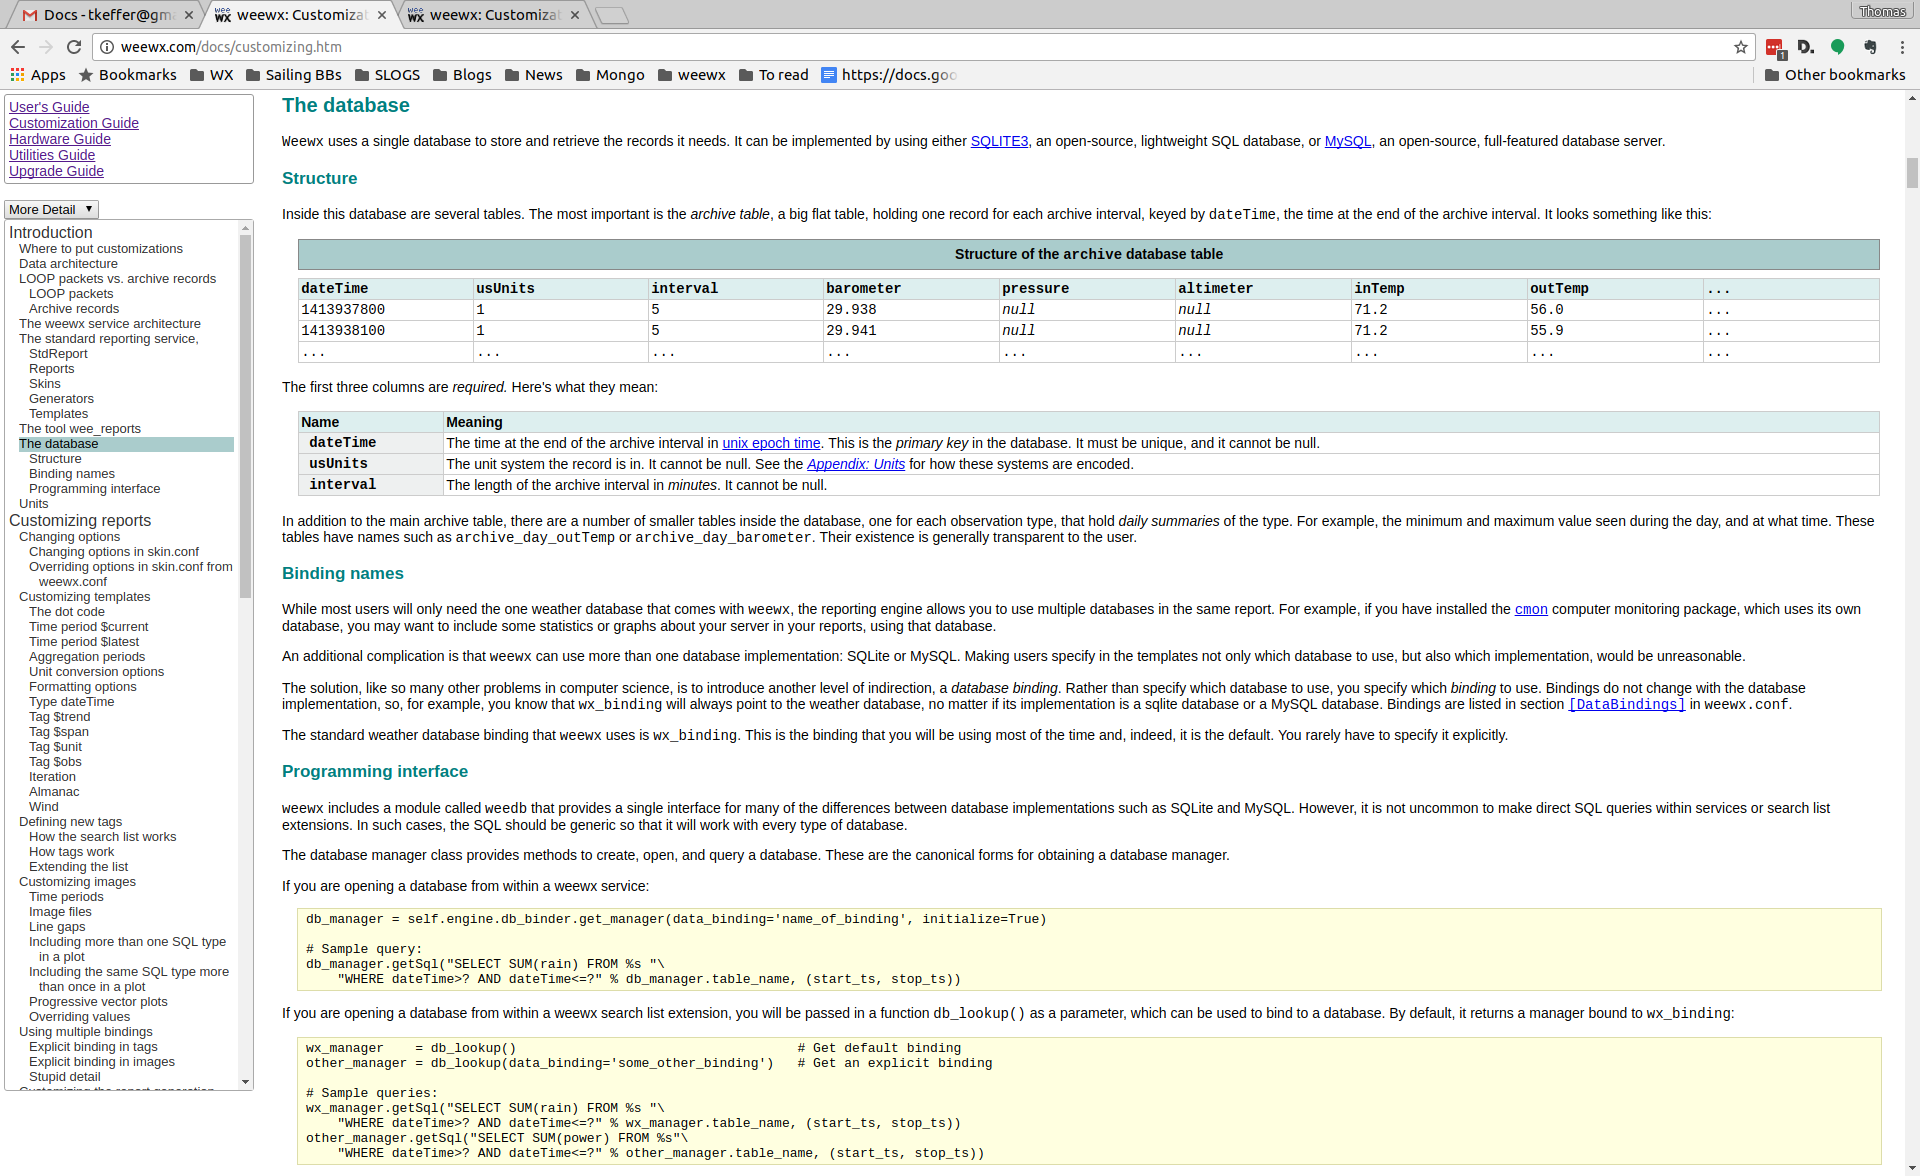 Docs - tkeffer@gm
weewx: Customiza
weewx: Customiza
Thomas
weewx.com/docs/customizing.htm
1
D.
Apps
Bookmarks
WX
Sailing BBs
SLOGS
Blogs
News
Mongo
weewx
To read
https://docs.goo
Other bookmarks
User's Guide
Customization Guide
Hardware Guide
Utilities Guide
Upgrade Guide
More Detail
Introduction
Where to put customizations
Data architecture
LOOP packets vs. archive records
LOOP packets
Archive records
The weewx service architecture
The standard reporting service,
StdReport
Reports
Skins
Generators
Templates
The tool wee_reports
The database
Structure
Binding names
Programming interface
Units
Customizing reports
Changing options
Changing options in skin.conf
Overriding options in skin.conf from
weewx.conf
Customizing templates
The dot code
Time period $current
Time period $latest
Aggregation periods
Unit conversion options
Formatting options
Type dateTime
Tag $trend
Tag $span
Tag $unit
Tag $obs
Iteration
Almanac
Wind
Defining new tags
How the search list works
How tags work
Extending the list
Customizing images
Time periods
Image files
Line gaps
Including more than one SQL type
in a plot
Including the same SQL type more
than once in a plot
Progressive vector plots
Overriding values
Using multiple bindings
Explicit binding in tags
Explicit binding in images
Stupid detail
Customizing the report generation
The database
Weewx uses a single database to store and retrieve the records it needs. It can be implemented by using either SQLITE3, an open-source, lightweight SQL database, or MySQL, an open-source, full-featured database server.
Structure
Inside this database are several tables. The most important is the archive table, a big flat table, holding one record for each archive interval, keyed by dateTime, the time at the end of the archive interval. It looks something like this:
Structure of the archive database table
dateTime usUnits interval barometer pressure altimeter inTemp outTemp ...
1413937800 1 5 29.938 null null 71.2 56.0 ...
1413938100 1 5 29.941 null null 71.2 55.9 ...
... ... ... ... ... ... ... ... ...
The first three columns are required. Here's what they mean:
Name Meaning
dateTime The time at the end of the archive interval in unix epoch time. This is the primary key in the database. It must be unique, and it cannot be null.
usUnits The unit system the record is in. It cannot be null. See the Appendix: Units for how these systems are encoded.
interval The length of the archive interval in minutes. It cannot be null.
In addition to the main archive table, there are a number of smaller tables inside the database, one for each observation type, that hold daily summaries of the type. For example, the minimum and maximum value seen during the day, and at what time. These
tables have names such as archive_day_outTemp or archive_day_barometer. Their existence is generally transparent to the user.
Binding names
While most users will only need the one weather database that comes with weewx, the reporting engine allows you to use multiple databases in the same report. For example, if you have installed the cmon computer monitoring package, which uses its own
database, you may want to include some statistics or graphs about your server in your reports, using that database.
An additional complication is that weewx can use more than one database implementation: SQLite or MySQL. Making users specify in the templates not only which database to use, but also which implementation, would be unreasonable.
The solution, like so many other problems in computer science, is to introduce another level of indirection, a database binding. Rather than specify which database to use, you specify which binding to use. Bindings do not change with the database
implementation, so, for example, you know that wx_binding will always point to the weather database, no matter if its implementation is a sqlite database or a MySQL database. Bindings are listed in section [DataBindings] in weewx.conf.
The standard weather database binding that weewx uses is wx_binding. This is the binding that you will be using most of the time and, indeed, it is the default. You rarely have to specify it explicitly.
Programming interface
weewx includes a module called weedb that provides a single interface for many of the differences between database implementations such as SQLite and MySQL. However, it is not uncommon to make direct SQL queries within services or search list
extensions. In such cases, the SQL should be generic so that it will work with every type of database.
The database manager class provides methods to create, open, and query a database. These are the canonical forms for obtaining a database manager.
If you are opening a database from within a weewx service:
db_manager = self.engine.db_binder.get_manager(data_binding='name_of_binding', initialize=True)
# Sample query:
db_manager.getSql("SELECT SUM(rain) FROM %s "\
"WHERE dateTime>? AND dateTime<=?" % db_manager.table_name, (start_ts, stop_ts))
If you are opening a database from within a weewx search list extension, you will be passed in a function db_lookup() as a parameter, which can be used to bind to a database. By default, it returns a manager bound to wx_binding:
wx_manager    = db_lookup()                                    # Get default binding
other_manager = db_lookup(data_binding='some_other_binding')   # Get an explicit binding
# Sample queries:
wx_manager.getSql("SELECT SUM(rain) FROM %s "\
"WHERE dateTime>? AND dateTime<=?" % wx_manager.table_name, (start_ts, stop_ts))
other_manager.getSql("SELECT SUM(power) FROM %s"\
"WHERE dateTime>? AND dateTime<=?" % other_manager.table_name, (start_ts, stop_ts))